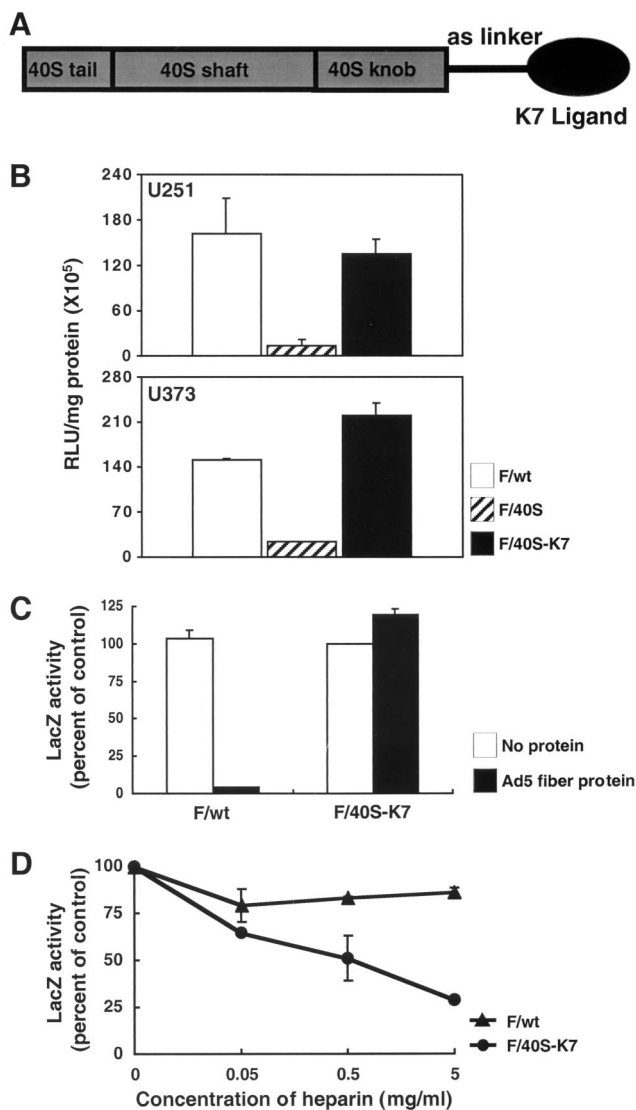 A
as linker
40S tail
40S shaft
40S knob
K7 Ligand
B
RLU/mg protein (X10⁵)
U251
240
180
120
60
0
U373
280
210
140
70
0
F/wt
F/40S
F/40S-K7
C
LacZ activity
(percent of control)
125
100
75
50
25
0
F/wt
F/40S-K7
No protein
Ad5 fiber protein
D
LacZ activity
(percent of control)
100
75
50
25
0
0
0.05
0.5
5
Concentration of heparin (mg/ml)
F/wt
F/40S-K7